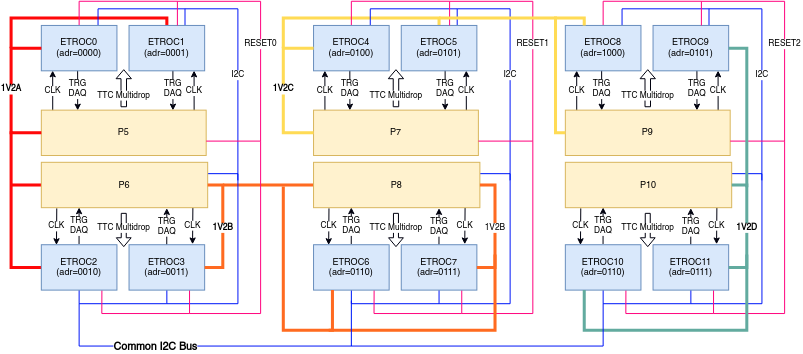 ETROC0
(adr=0000)
ETROC1
(adr=0001)
RESET0
ETROC4
(adr=0100)
ETROC5
(adr=0101)
RESET1
ETROC8
(adr=1000)
ETROC9
(adr=0101)
RESET2
I2C
I2C
I2C
1V2A
CLK
TRG
DAQ
TTC Multidrop
TRG
DAQ
CLK
1V2C
CLK
TRG
DAQ
TTC Multidrop
TRG
DAQ
CLK
CLK
TRG
DAQ
TTC Multidrop
TRG
DAQ
CLK
P5
P7
P9
P6
P8
P10
CLK
TRG
DAQ
TTC Multidrop
TRG
DAQ
CLK
1V2B
CLK
TRG
DAQ
TTC Multidrop
TRG
DAQ
CLK
1V2B
CLK
TRG
DAQ
TTC Multidrop
TRG
DAQ
CLK
1V2D
ETROC2
(adr=0010)
ETROC3
(adr=0011)
ETROC6
(adr=0110)
ETROC7
(adr=0111)
ETROC10
(adr=0110)
ETROC11
(adr=0111)
Common I2C Bus